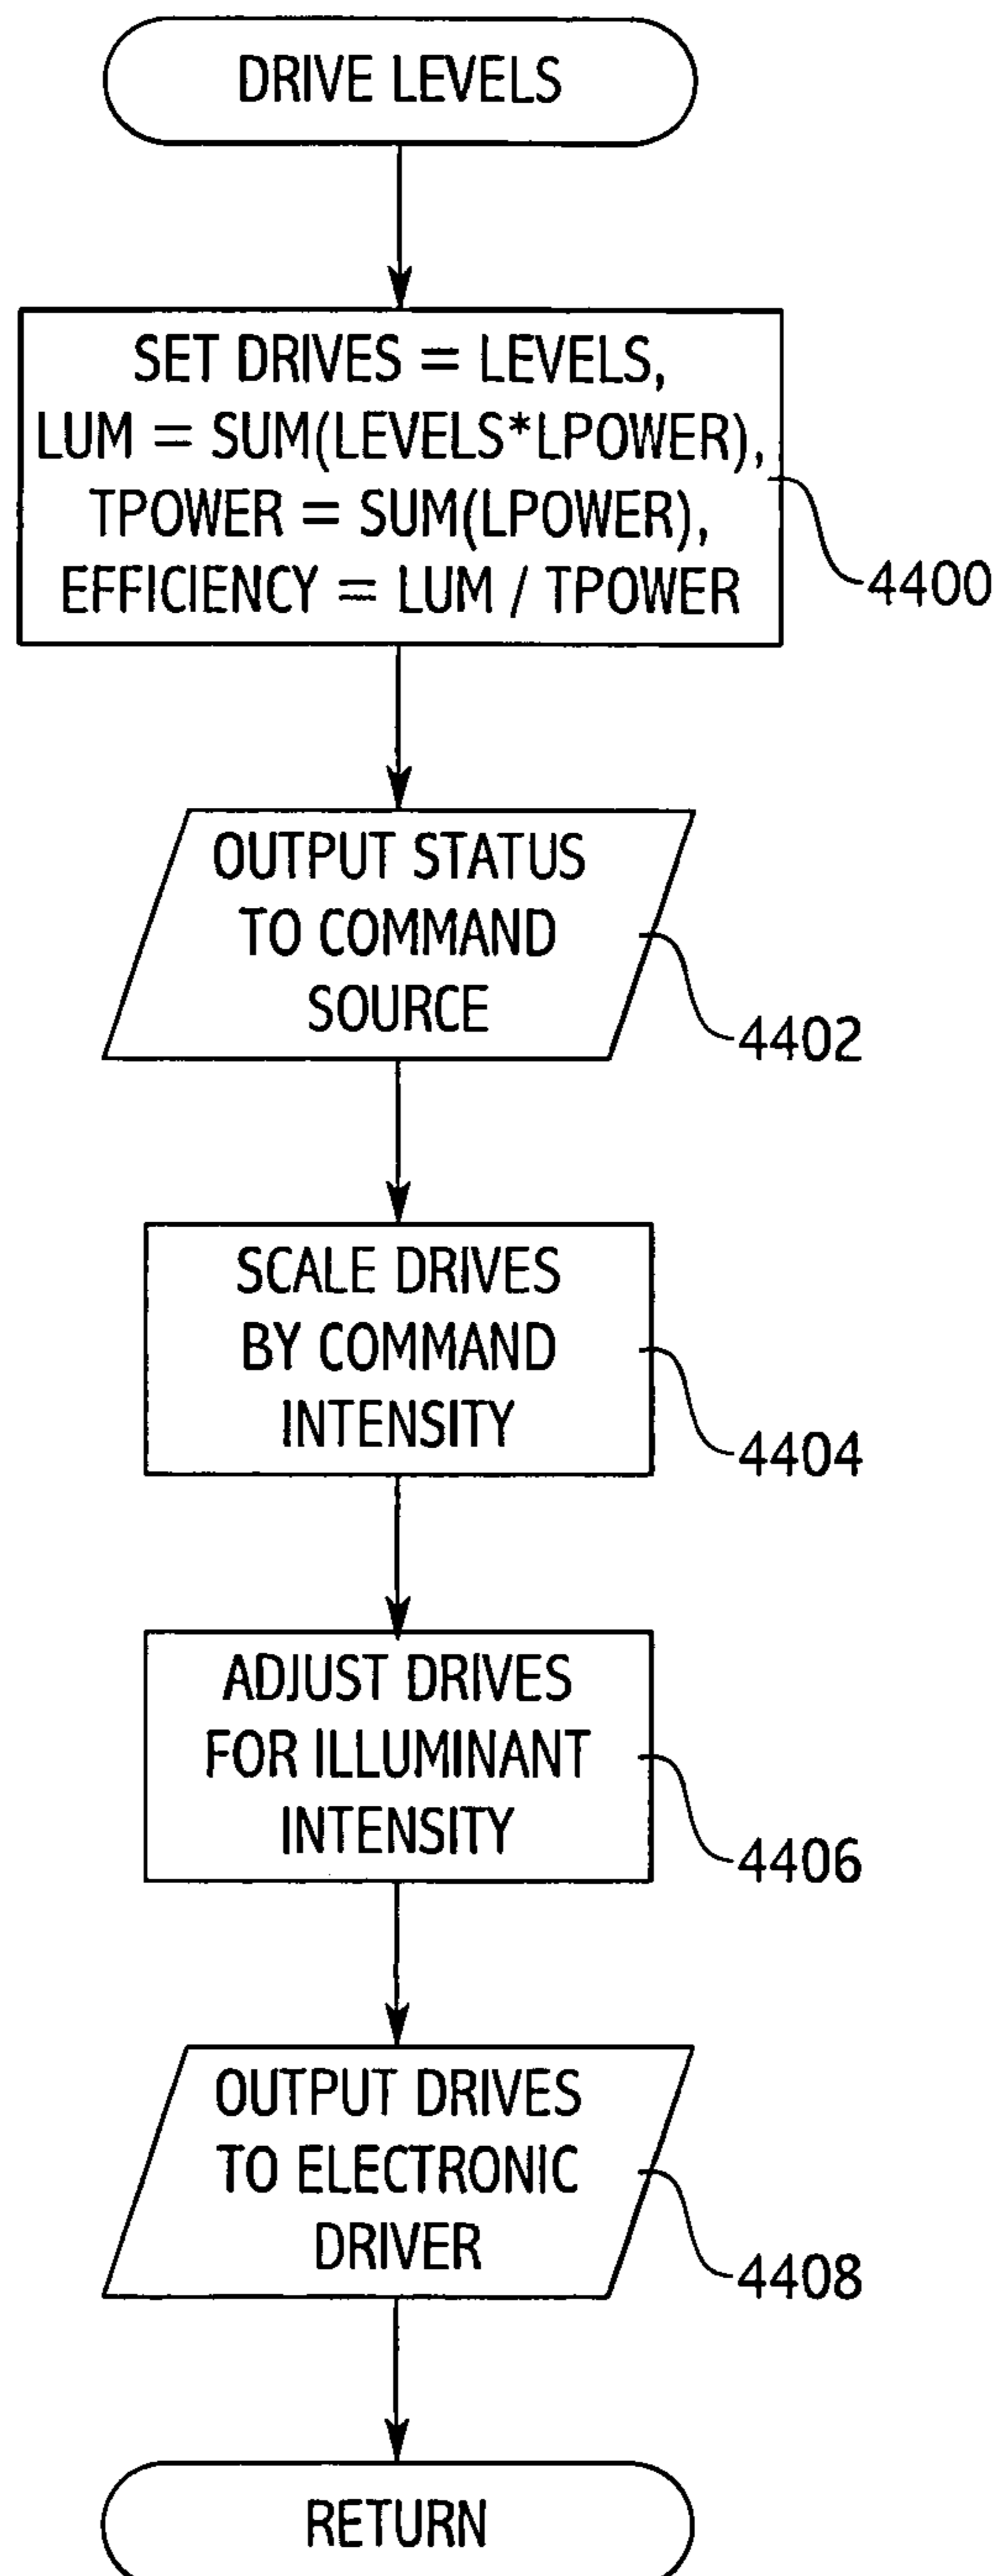 DRIVE LEVELS
SET DRIVES = LEVELS,
LUM = SUM(LEVELS*LPOWER),
TPOWER = SUM(LPOWER),
EFFICIENCY = LUM / TPOWER
4400
OUTPUT STATUS
TO COMMAND
SOURCE
4402
SCALE DRIVES
BY COMMAND
INTENSITY
4404
ADJUST DRIVES
FOR ILLUMINANT
INTENSITY
4406
OUTPUT DRIVES
TO ELECTRONIC
DRIVER
4408
RETURN